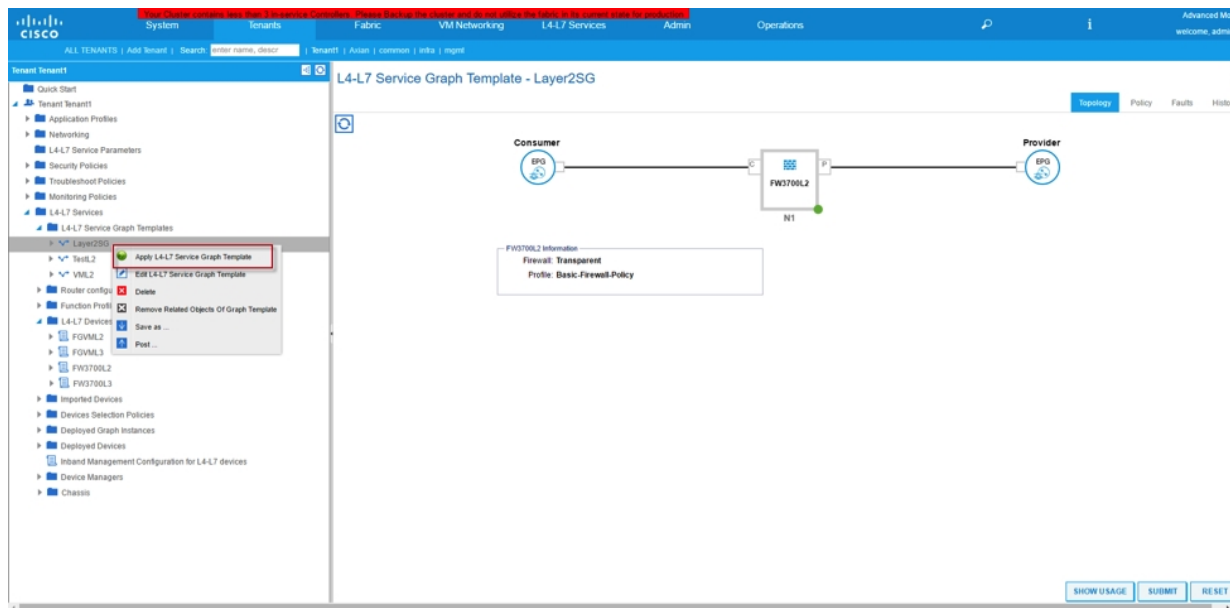 Your Cluster contains less than 3 In-service Controllers. Please Backup the cluster and do not utilize the fabric in its current state for production.
CISCO
System
Tenants
Fabric
VM Networking
L4-L7 Services
Admin
Operations
i
Advanced Mo
welcome, admi
ALL TENANTS | Add Tenant | Search: enter name, descr | Tenant1 | Axian | common | infra | mgmt
Tenant Tenant1
Quick Start
Tenant Tenant1
Application Profiles
Networking
L4-L7 Service Parameters
Security Policies
Troubleshoot Policies
Monitoring Policies
L4-L7 Services
L4-L7 Service Graph Templates
Layer2SG
TestL2
VML2
Router configu
Function Profi
L4-L7 Devices
FGVML2
FGVML3
FW3700L2
FW3700L3
Imported Devices
Devices Selection Policies
Deployed Graph Instances
Deployed Devices
Inband Management Configuration for L4-L7 devices
Device Managers
Chassis
Apply L4-L7 Service Graph Template
Edit L4-L7 Service Graph Template
Delete
Remove Related Objects Of Graph Template
Save as ...
Post ...
L4-L7 Service Graph Template - Layer2SG
Topology
Policy
Faults
Histo
Consumer
EPG
C
P
FW3700L2
N1
Provider
EPG
FW3700L2 Information
Firewall: Transparent
Profile: Basic-Firewall-Policy
SHOW USAGE
SUBMIT
RESET